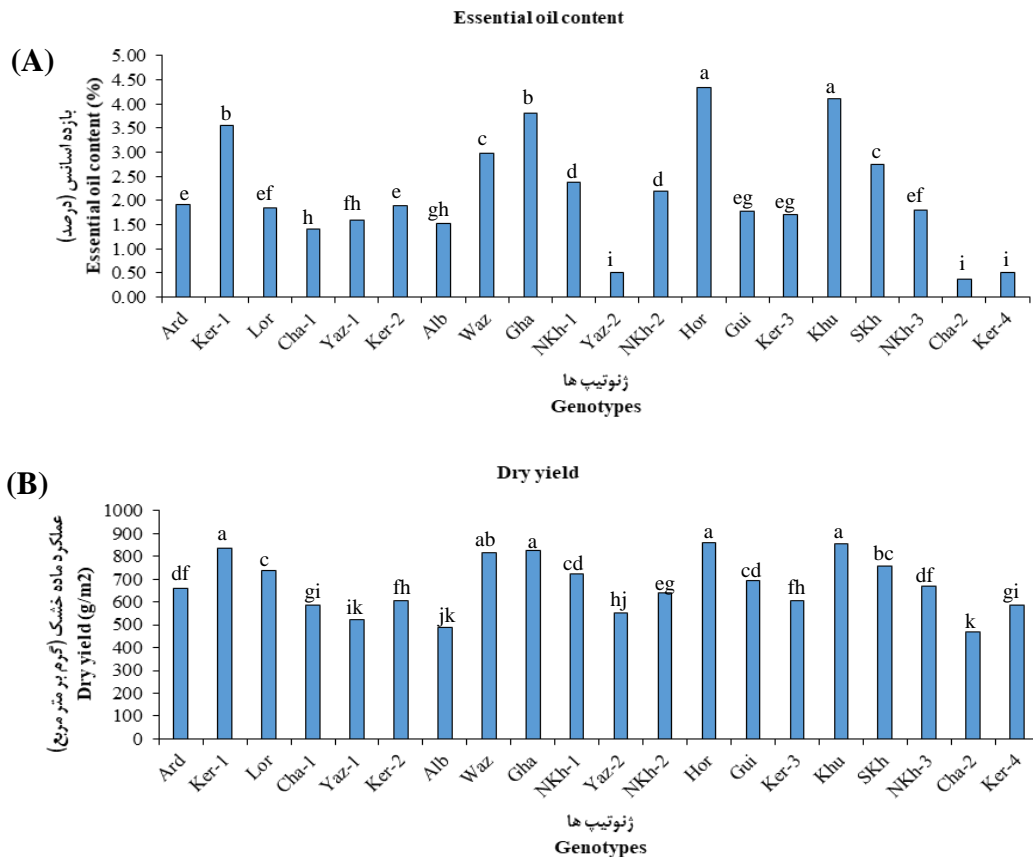 Essential oil content
(A)
بازده اسانس (درصد)
Essential oil content (%)
5.00
4.50
4.00
3.50
3.00
2.50
2.00
1.50
1.00
0.50
0.00
e b ef h fh e gh c b d i d a eg eg a c ef i i
Ard Ker-1 Lor Cha-1 Yaz-1 Ker-2 Alb Waz Gha NKh-1 Yaz-2 NKh-2 Hor Gui Ker-3 Khu SKh NKh-3 Cha-2 Ker-4
ژنوتیپ ها
Genotypes
Dry yield
(B)
عملکرد ماده خشک (گرم بر متر مربع)
Dry yield (g/m2)
1000
900
800
700
600
500
400
300
200
100
0
df a c gi ik fh jk ab a cd hj eg a cd fh a bc df k gi
Ard Ker-1 Lor Cha-1 Yaz-1 Ker-2 Alb Waz Gha NKh-1 Yaz-2 NKh-2 Hor Gui Ker-3 Khu SKh NKh-3 Cha-2 Ker-4
ژنوتیپ ها
Genotypes